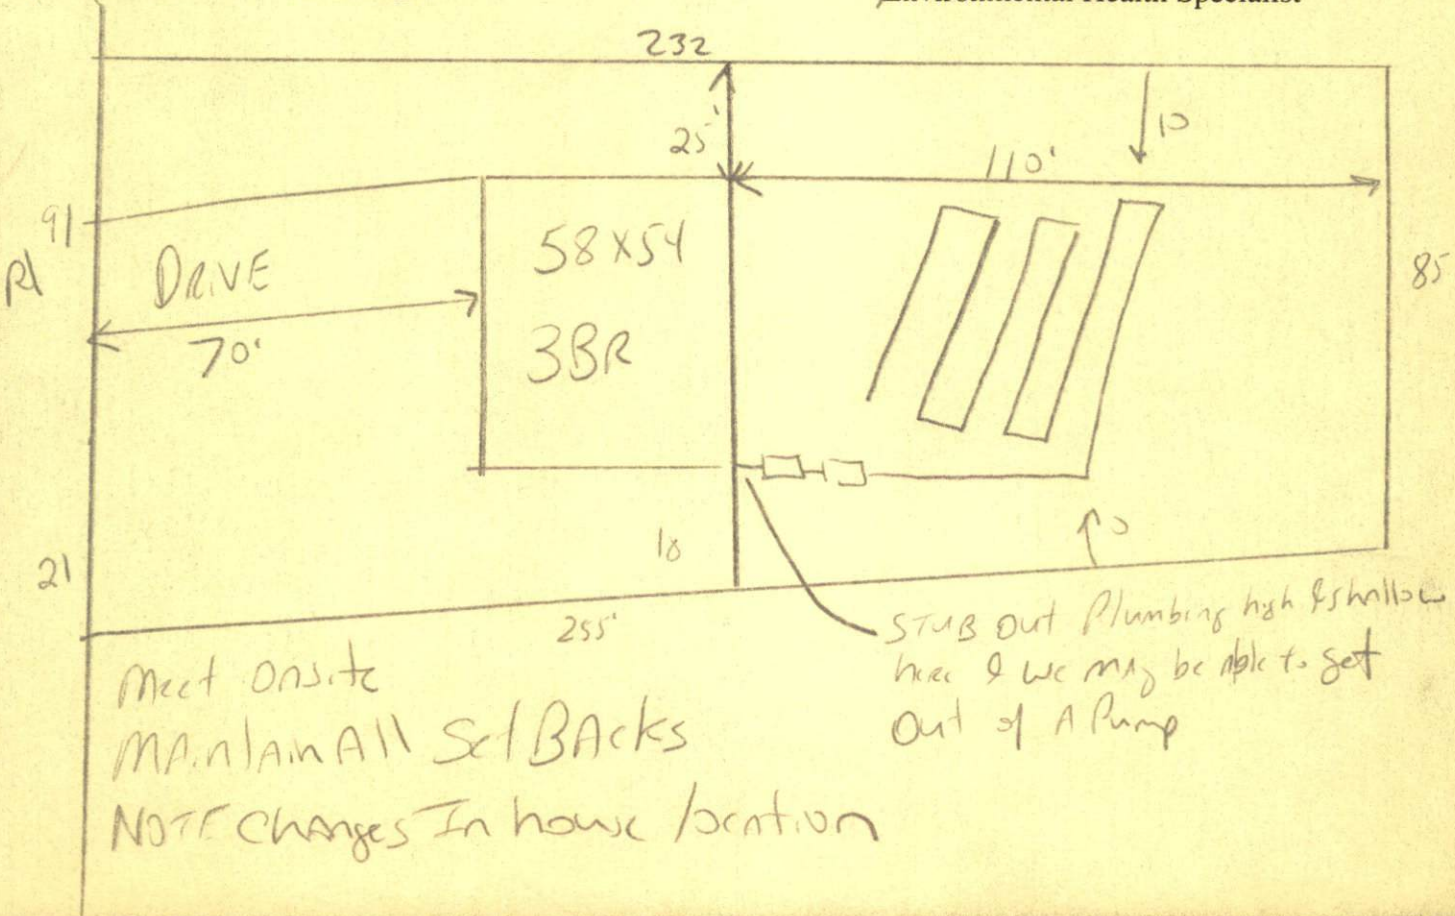 Environmental Health Specialist
232
25'
10
110'
91
Rd
DRIVE
58x54
85
70'
3BR
21
10
255'
STUB Out Plumbing high & shallow
here & we may be able to get
Out of A Pump
Meet Onsite
MAintain All SetBAcks
NOTE Changes In house location